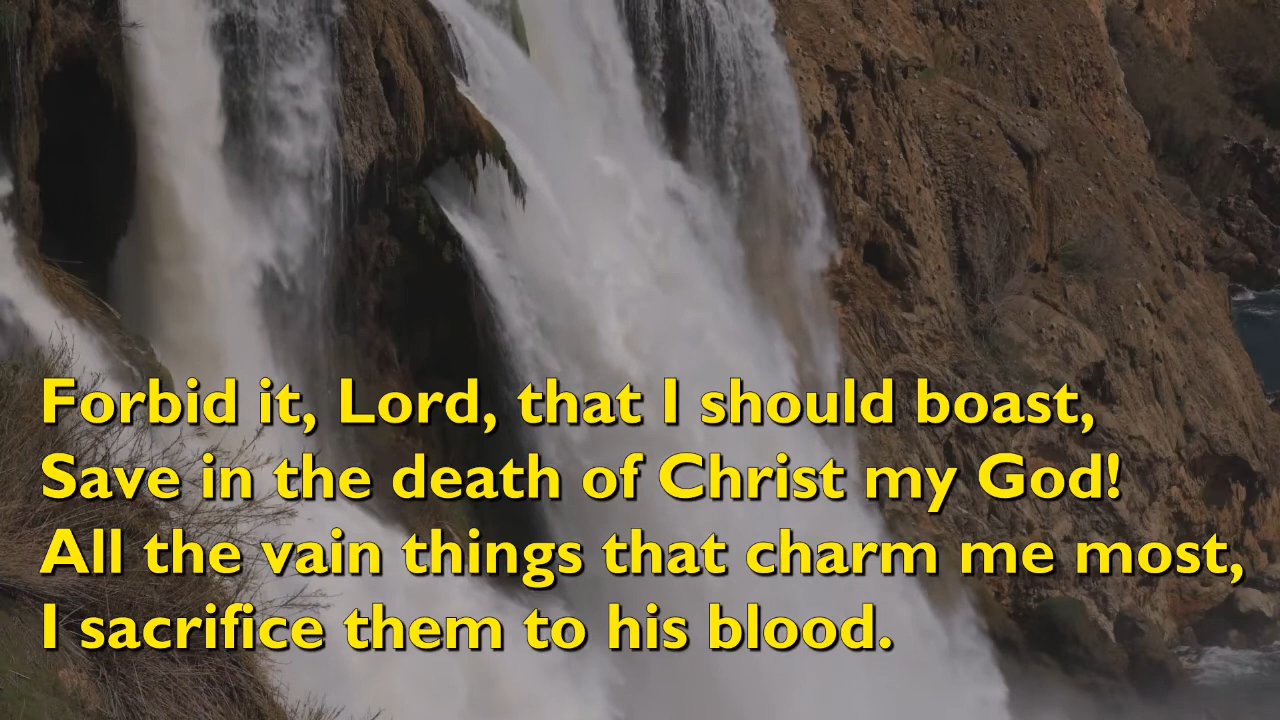 Forbid it, Lord, that I should boast,
Save in the death of Christ my God!
All the vain things that charm me most,
I sacrifice them to his blood.